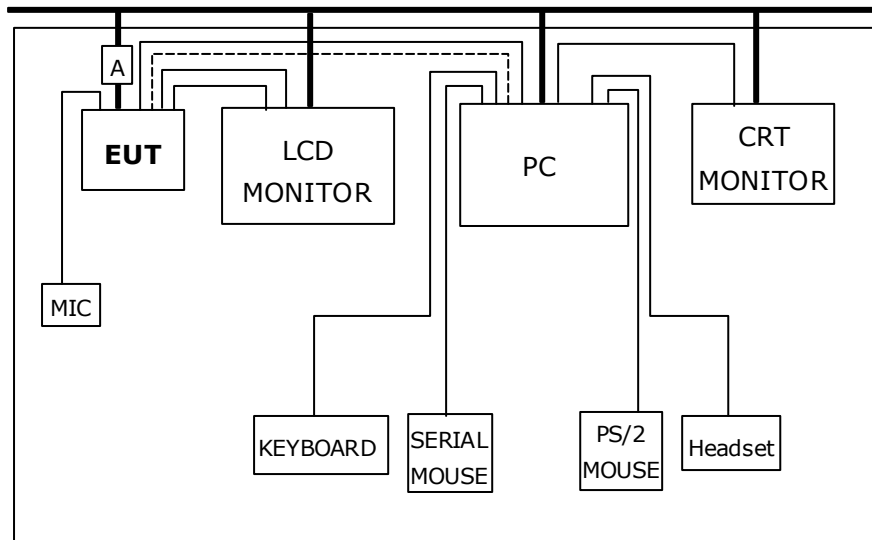 A
EUT
LCD
MONITOR
PC
CRT
MONITOR
MIC
KEYBOARD
SERIAL
MOUSE
PS/2
MOUSE
Headset